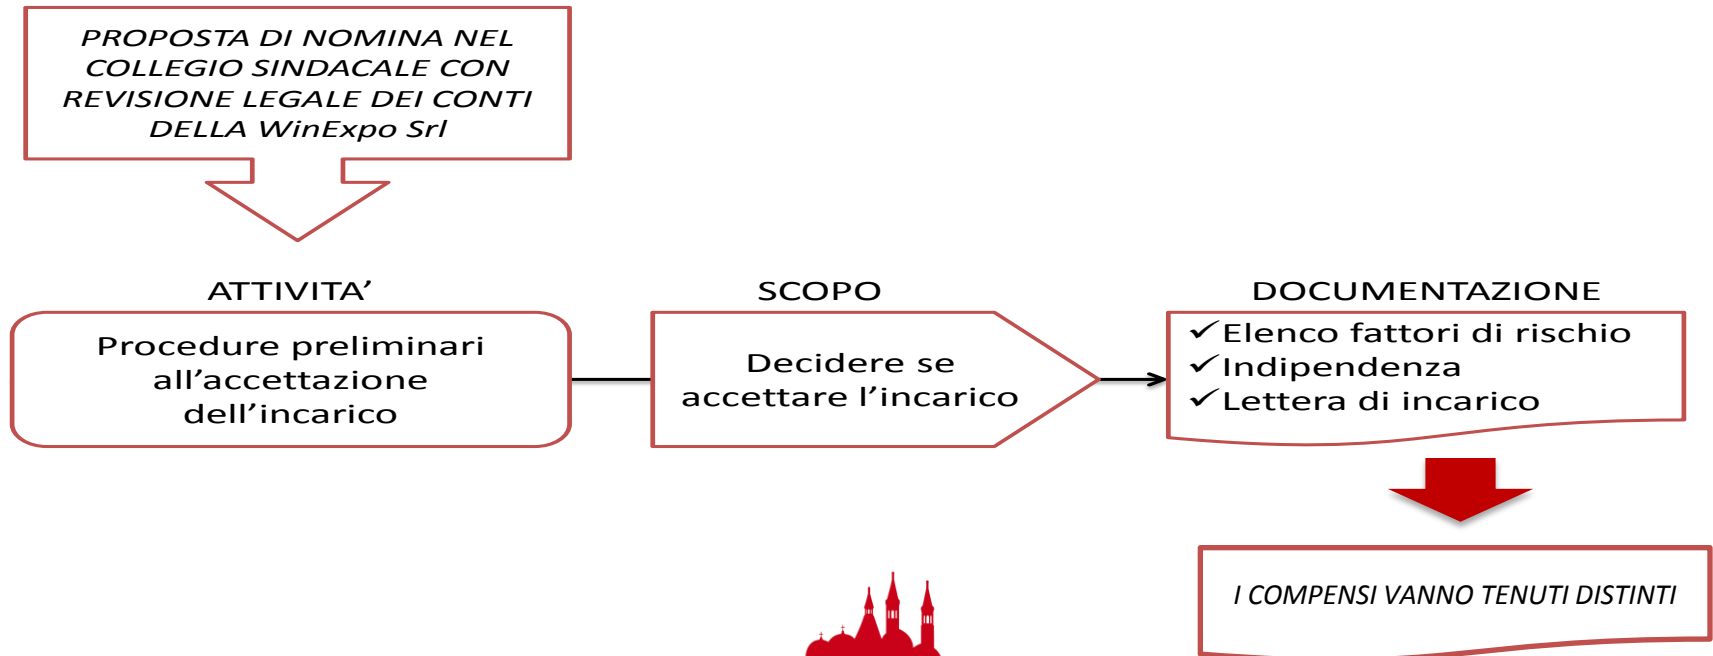 PROPOSTA DI NOMINA NEL
COLLEGIO SINDACALE CON
REVISIONE LEGALE DEI CONTI
DELLA WinExpo Srl
ATTIVITA’
Procedure preliminari
all’accettazione
dell’incarico
SCOPO
Decidere se
accettare l’incarico
DOCUMENTAZIONE
✓Elenco fattori di rischio
✓Indipendenza
✓Lettera di incarico
I COMPENSI VANNO TENUTI DISTINTI